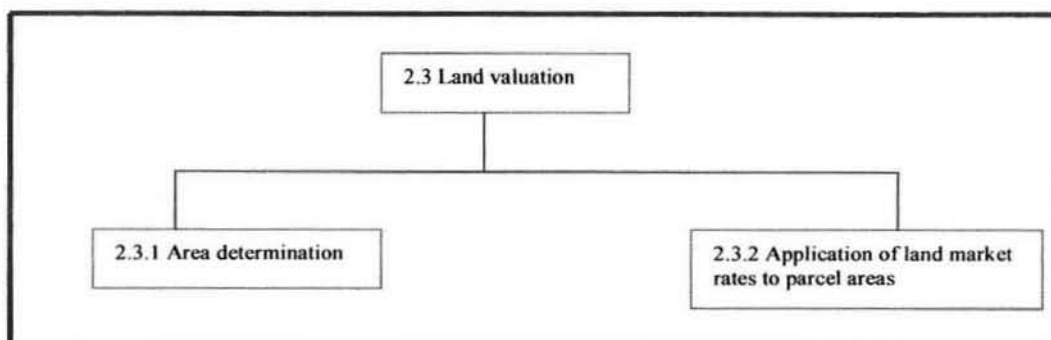 2.3 Land valuation
2.3.1 Area determination
2.3.2 Application of land market
rates to parcel areas